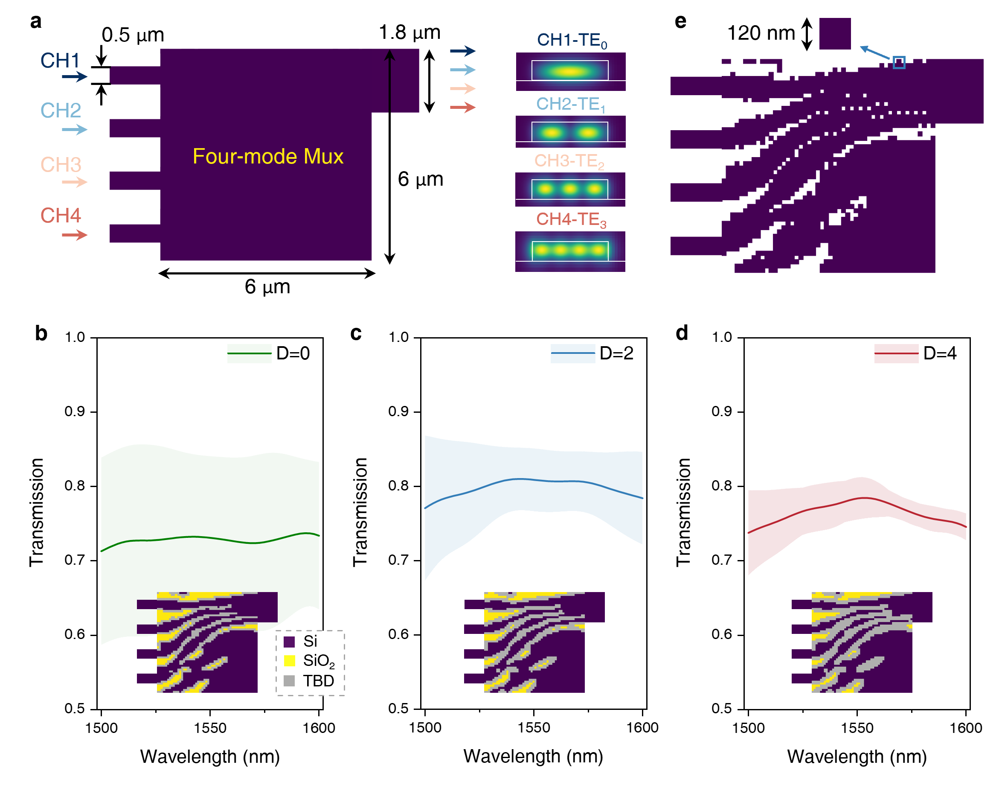 a
0.5 μm
CH1
CH2
CH3
CH4
Four-mode Mux
1.8 μm
6 μm
6 μm
CH1-TE0
CH2-TE1
CH3-TE2
CH4-TE3
e
120 nm
b
Transmission
1.0
0.9
0.8
0.7
0.6
0.5
D=0
Si
SiO2
TBD
1500
1550
1600
Wavelength (nm)
c
Transmission
1.0
0.9
0.8
0.7
0.6
0.5
D=2
1500
1550
1600
Wavelength (nm)
d
Transmission
1.0
0.9
0.8
0.7
0.6
0.5
D=4
1500
1550
1600
Wavelength (nm)